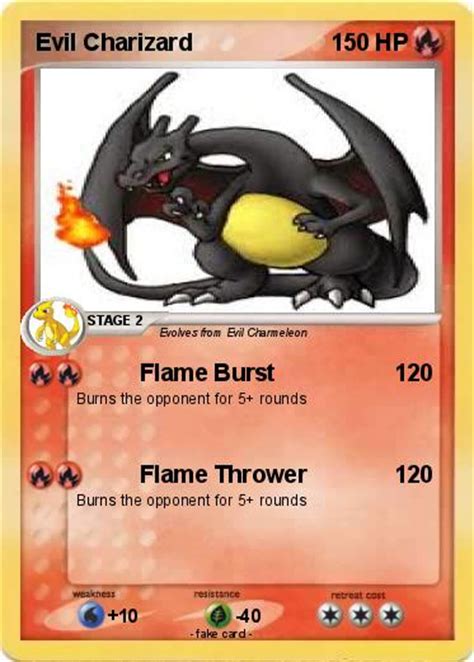 Evil Charizard 150 HP
STAGE 2
Evolves from Evil Charmeleon
Flame Burst 120
Burns the opponent for 5+ rounds
Flame Thrower 120
Burns the opponent for 5+ rounds
weakness resistance retreat cost
+10 -40
- fake card -